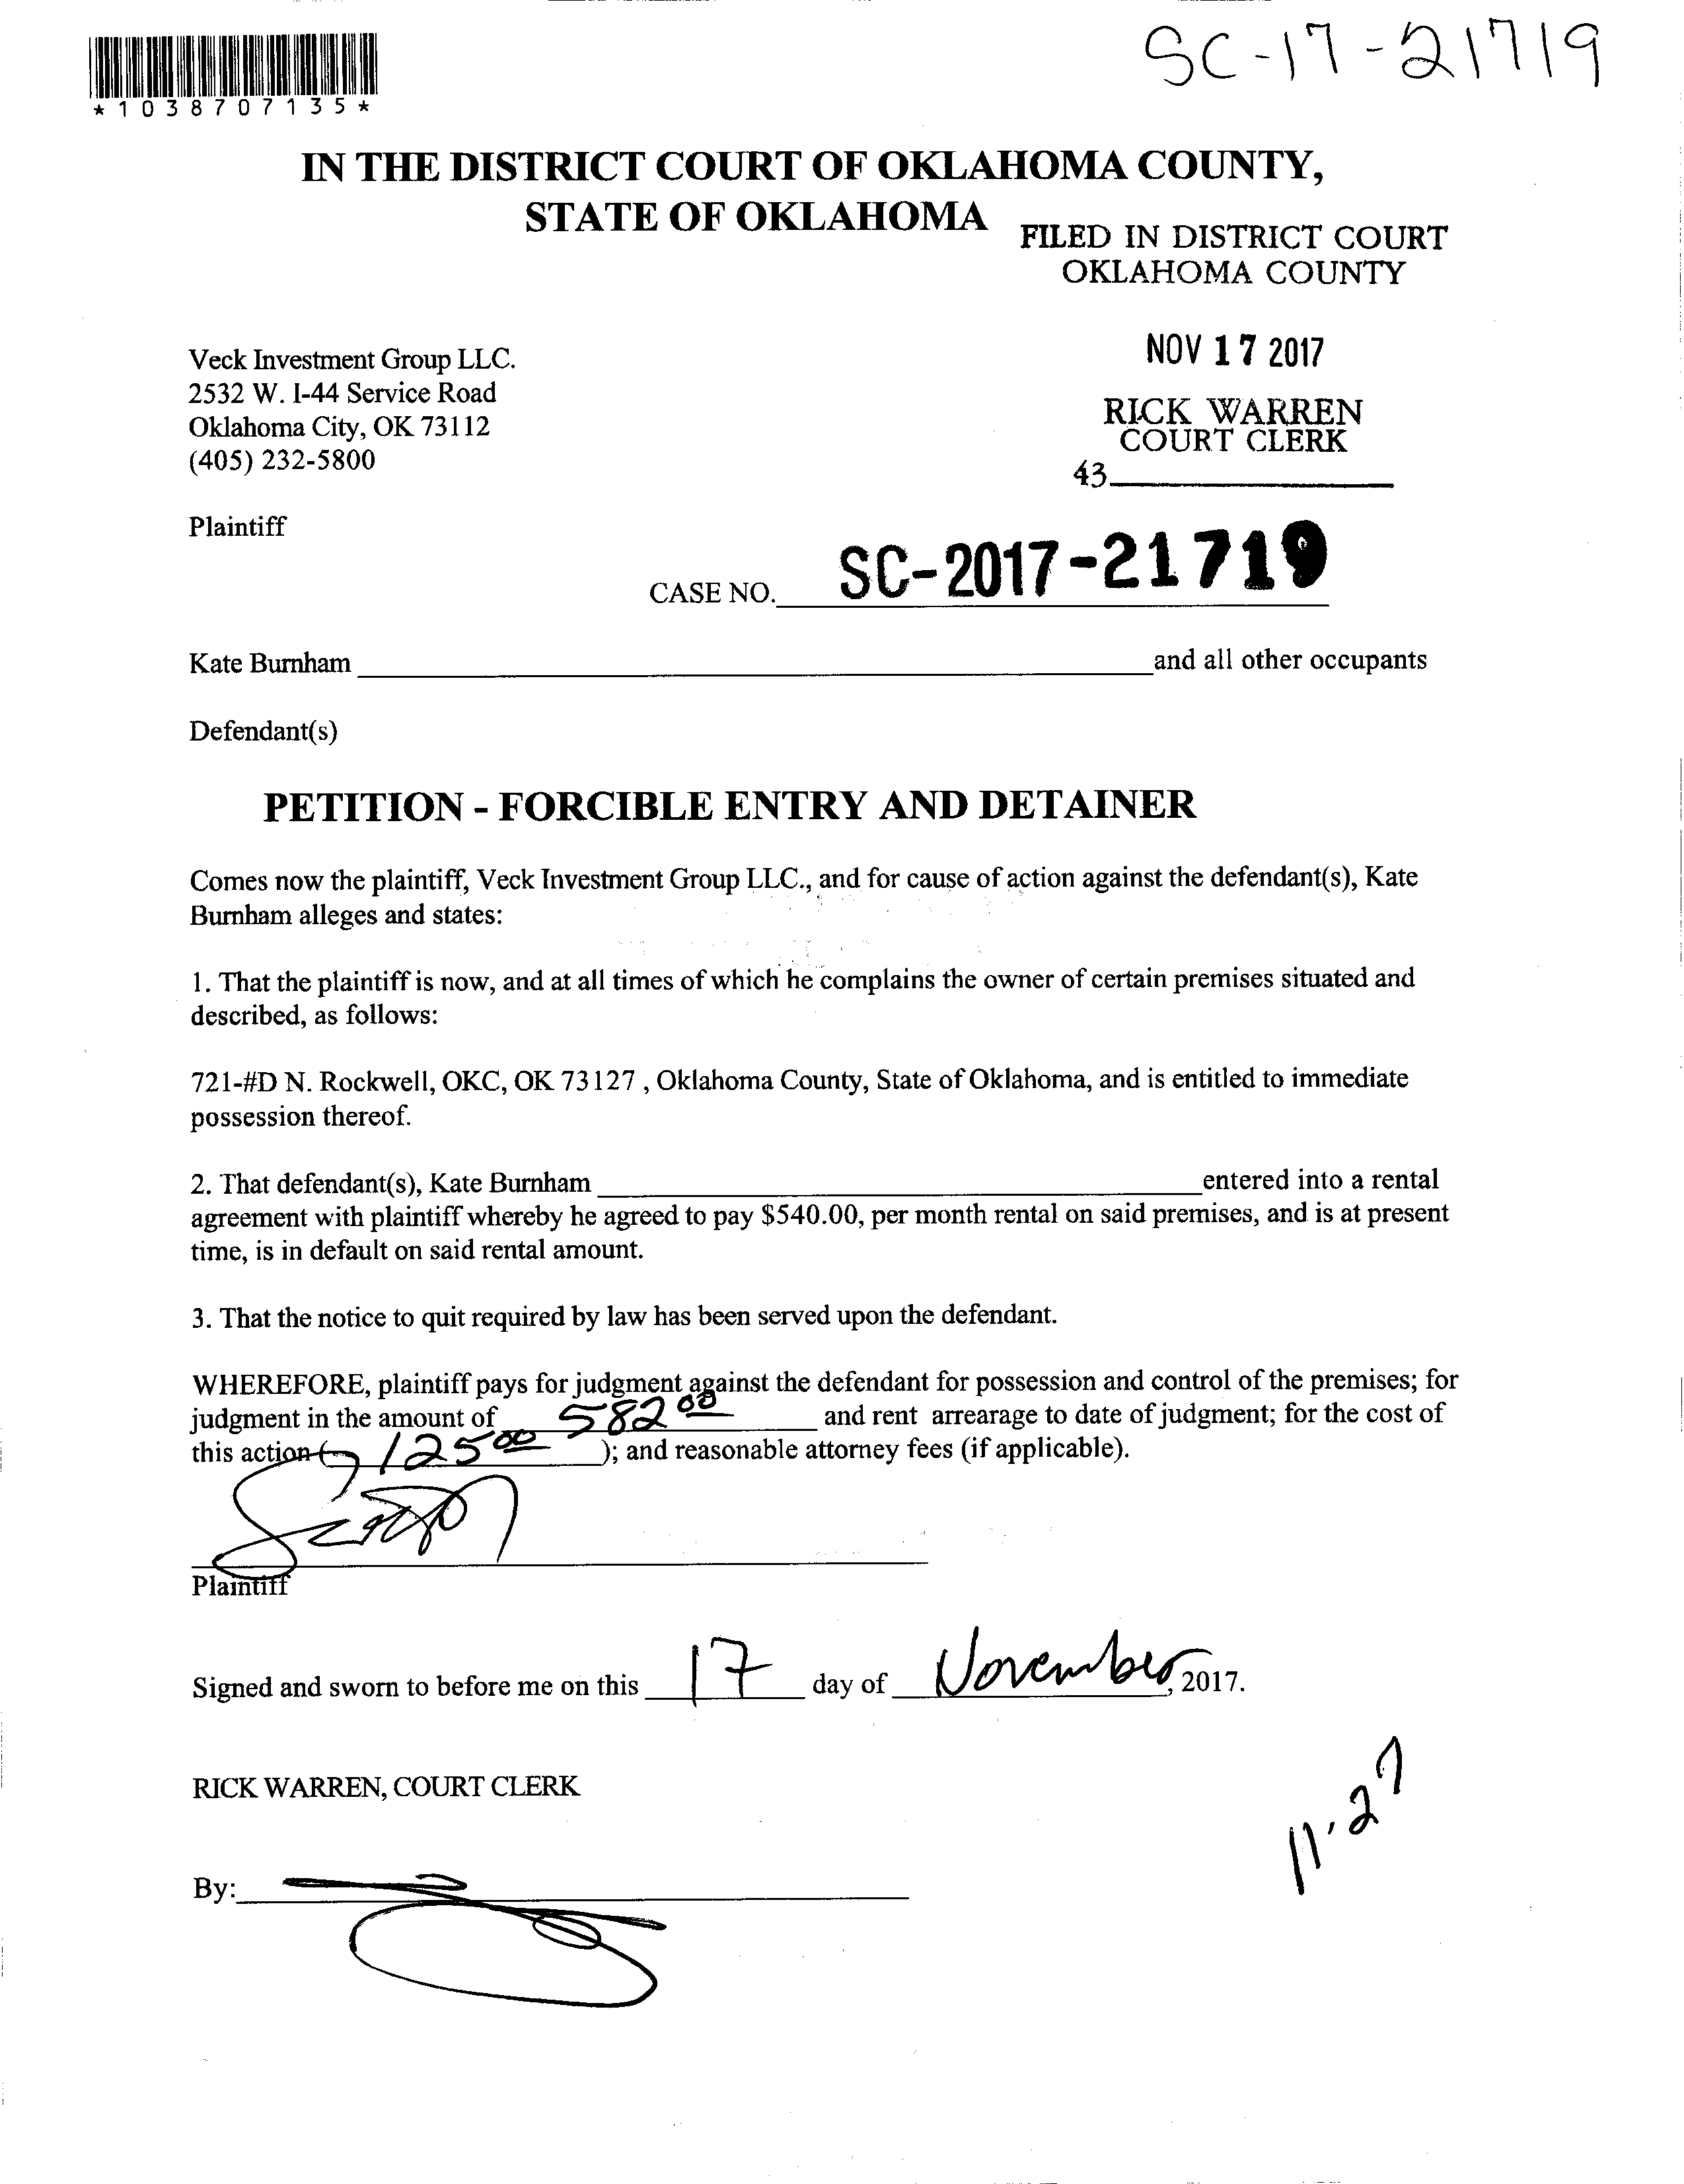 SC-17-21719
*1038707135*
IN THE DISTRICT COURT OF OKLAHOMA COUNTY,
STATE OF OKLAHOMA
FILED IN DISTRICT COURT
OKLAHOMA COUNTY
NOV 17 2017
RICK WARREN
COURT CLERK
43
Veck Investment Group LLC.
2532 W. I-44 Service Road
Oklahoma City, OK 73112
(405) 232-5800
Plaintiff
CASE NO. SC-2017-21719
Kate Burnham and all other occupants
Defendant(s)
PETITION - FORCIBLE ENTRY AND DETAINER
Comes now the plaintiff, Veck Investment Group LLC., and for cause of action against the defendant(s), Kate
Burnham alleges and states:
1. That the plaintiff is now, and at all times of which he complains the owner of certain premises situated and
described, as follows:
721-#D N. Rockwell, OKC, OK 73127 , Oklahoma County, State of Oklahoma, and is entitled to immediate
possession thereof.
2. That defendant(s), Kate Burnham entered into a rental
agreement with plaintiff whereby he agreed to pay $540.00, per month rental on said premises, and is at present
time, is in default on said rental amount.
3. That the notice to quit required by law has been served upon the defendant.
WHEREFORE, plaintiff pays for judgment against the defendant for possession and control of the premises; for
judgment in the amount of 582 00 and rent arrearage to date of judgment; for the cost of
this action ( 125 00 ); and reasonable attorney fees (if applicable).
Plaintiff
Signed and sworn to before me on this 17 day of November, 2017.
RICK WARREN, COURT CLERK
11.27
By: